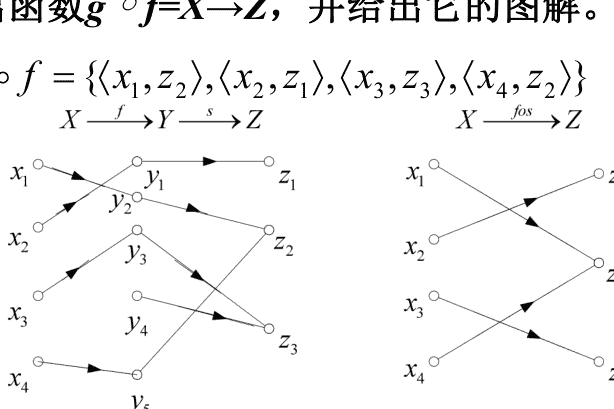 函数g ○f=X→Z，并给出它的图解。
○ f = {⟨x₁,z₂⟩,⟨x₂,z₁⟩,⟨x₃,z₃⟩,⟨x₄,z₂⟩}
X —f→ Y —s→ Z X —fos→ Z
x₁ y₁ z₁ x₁
y₂
x₂ y₃ z₂ x₂
x₃ y₄ z₃ x₃
x₄ y₅ x₄